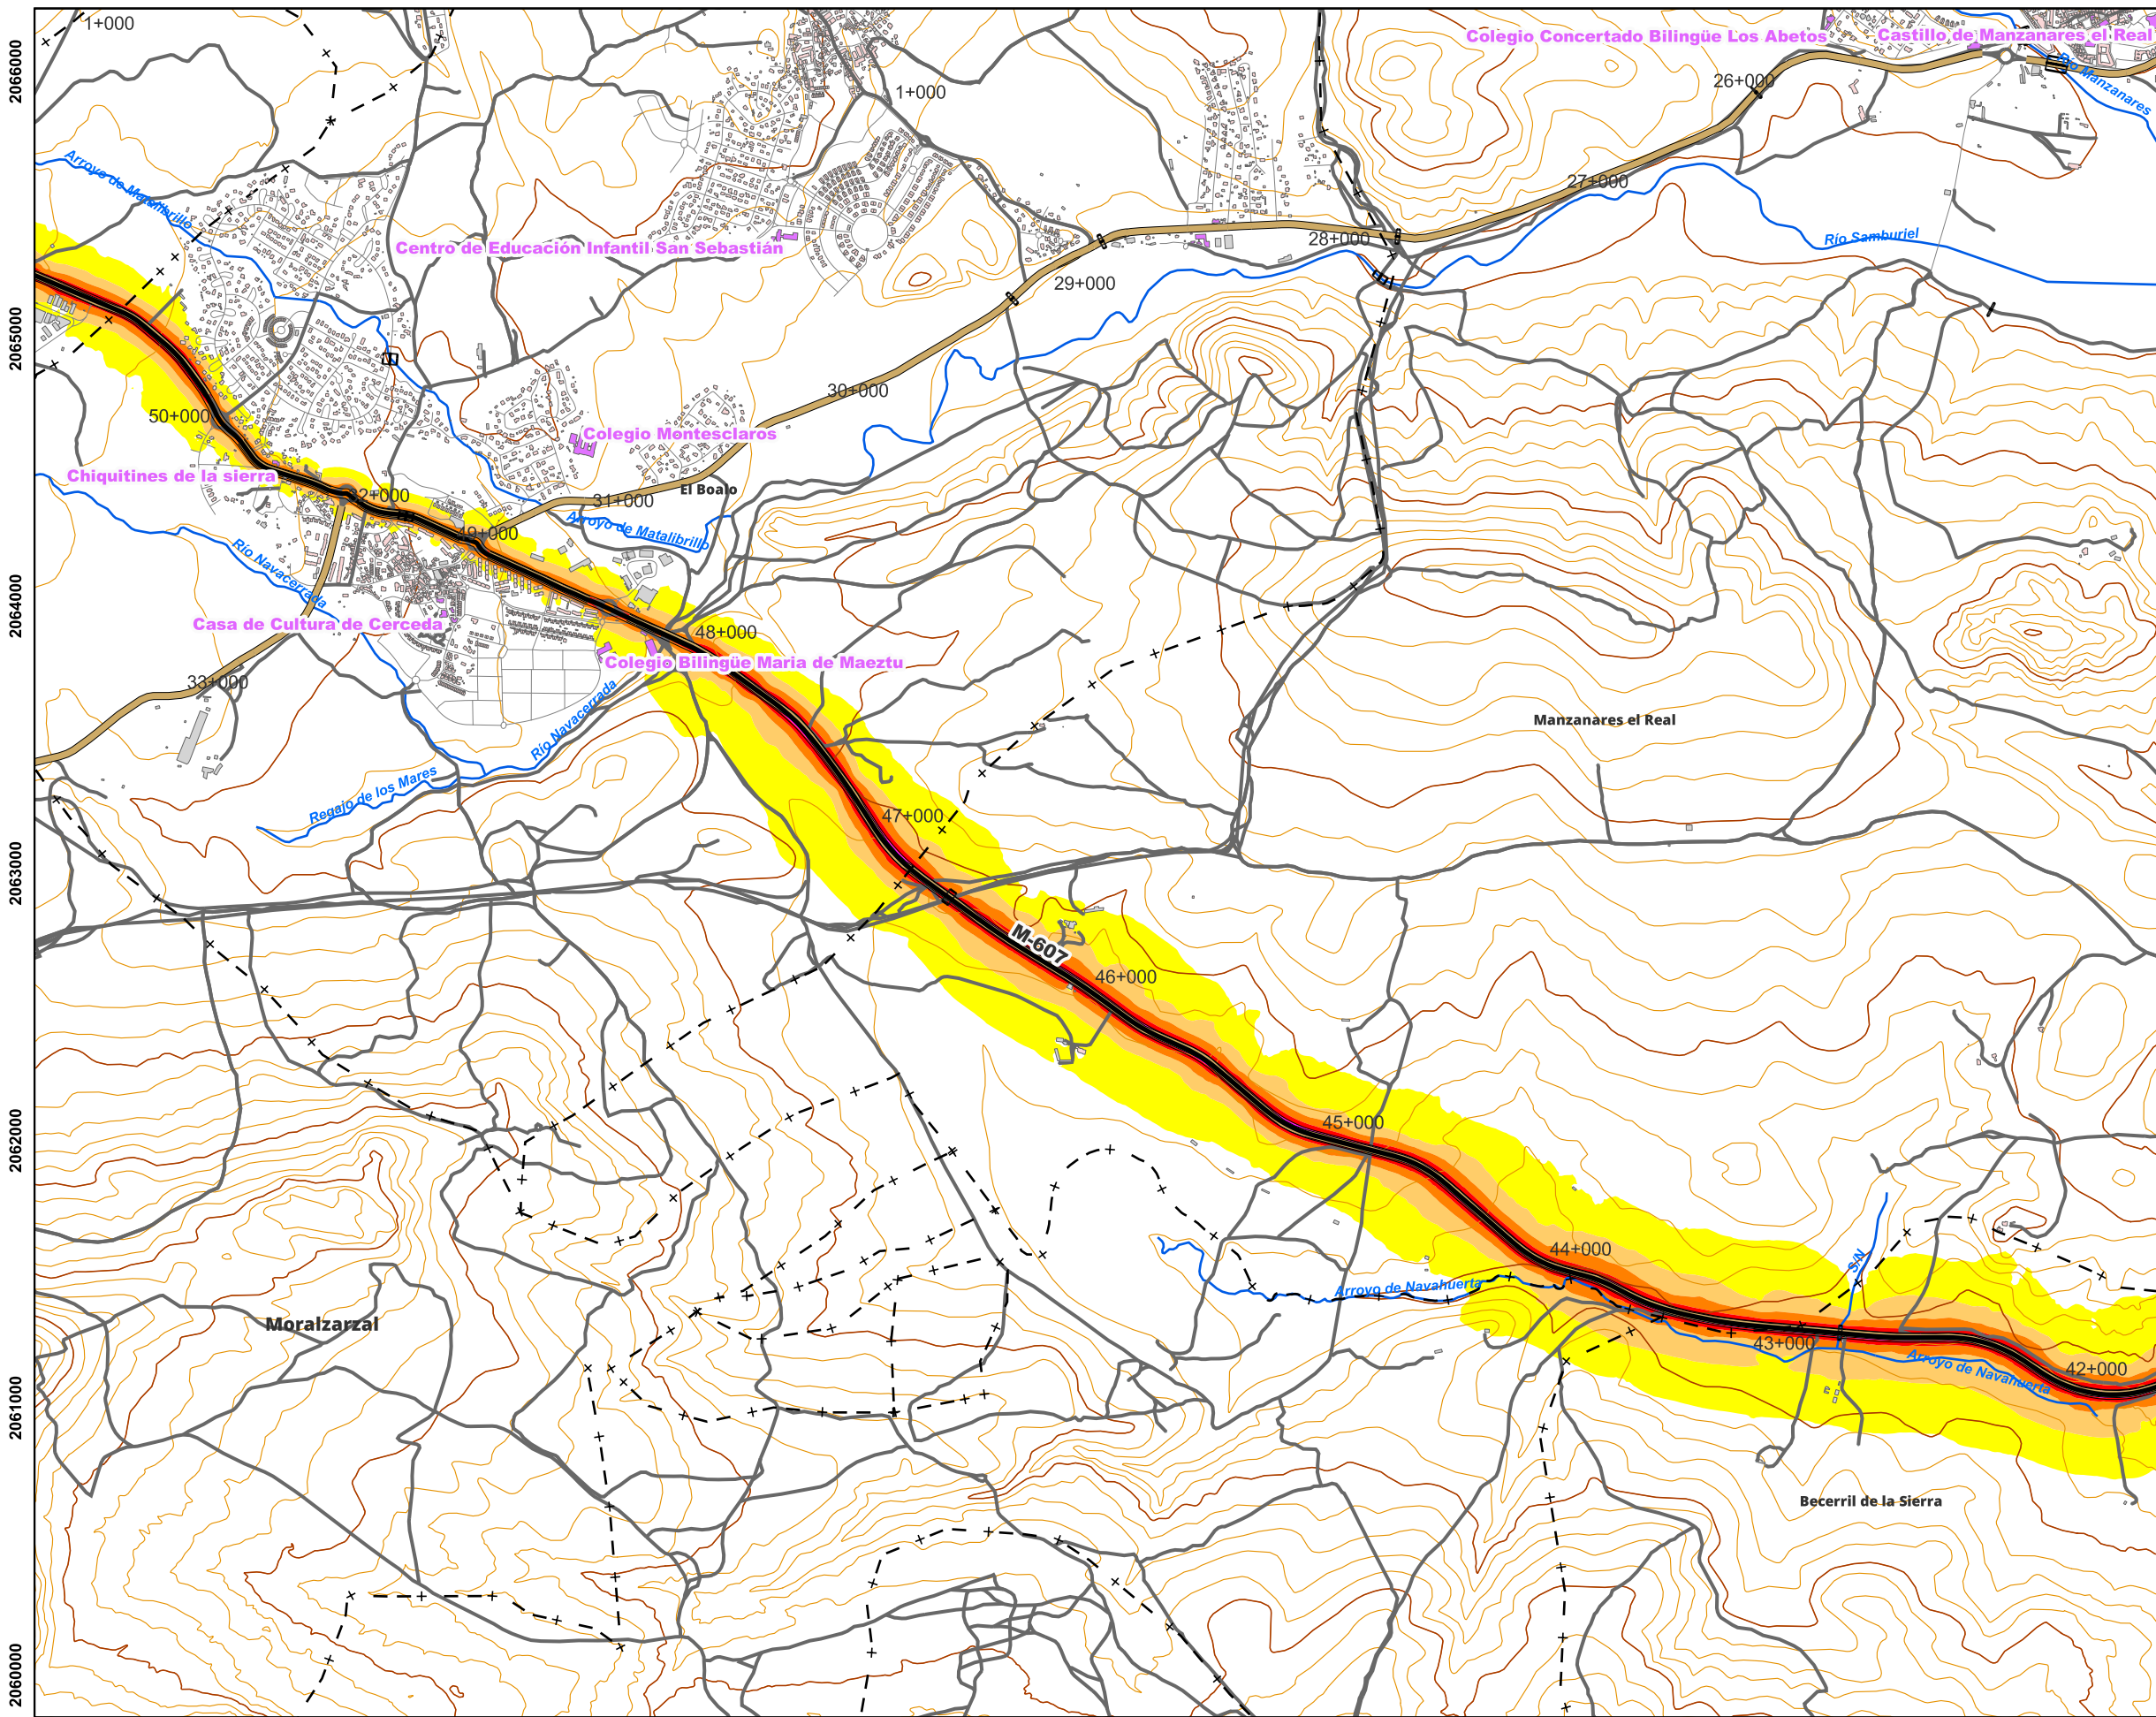 1+000
Colegio Concertado Bilingüe Los Abetos
Castillo de Manzanares el Real
2066000
26+000
Río Manzanares
1+000
Arroyo de Matalibrillo
27+000
Centro de Educación Infantil San Sebastián
28+000
Río Samburiel
29+000
2065000
30+000
50+000
Colegio Montesclaros
Chiquitines de la sierra
32+000
31+000
El Boalo
49+000
Arroyo de Matalibrillo
Río Navacerrada
2064000
Casa de Cultura de Cerceda
48+000
Colegio Bilingüe Maria de Maeztu
33+000
Río Navacerrada
Manzanares el Real
Regajo de los Mares
47+000
2063000
M-607
46+000
2062000
45+000
44+000
S/N
Arroyo de Navahuerta
Moralzarzal
43+000
Arroyo de Navahuerta
42+000
2061000
Becerril de la Sierra
2060000